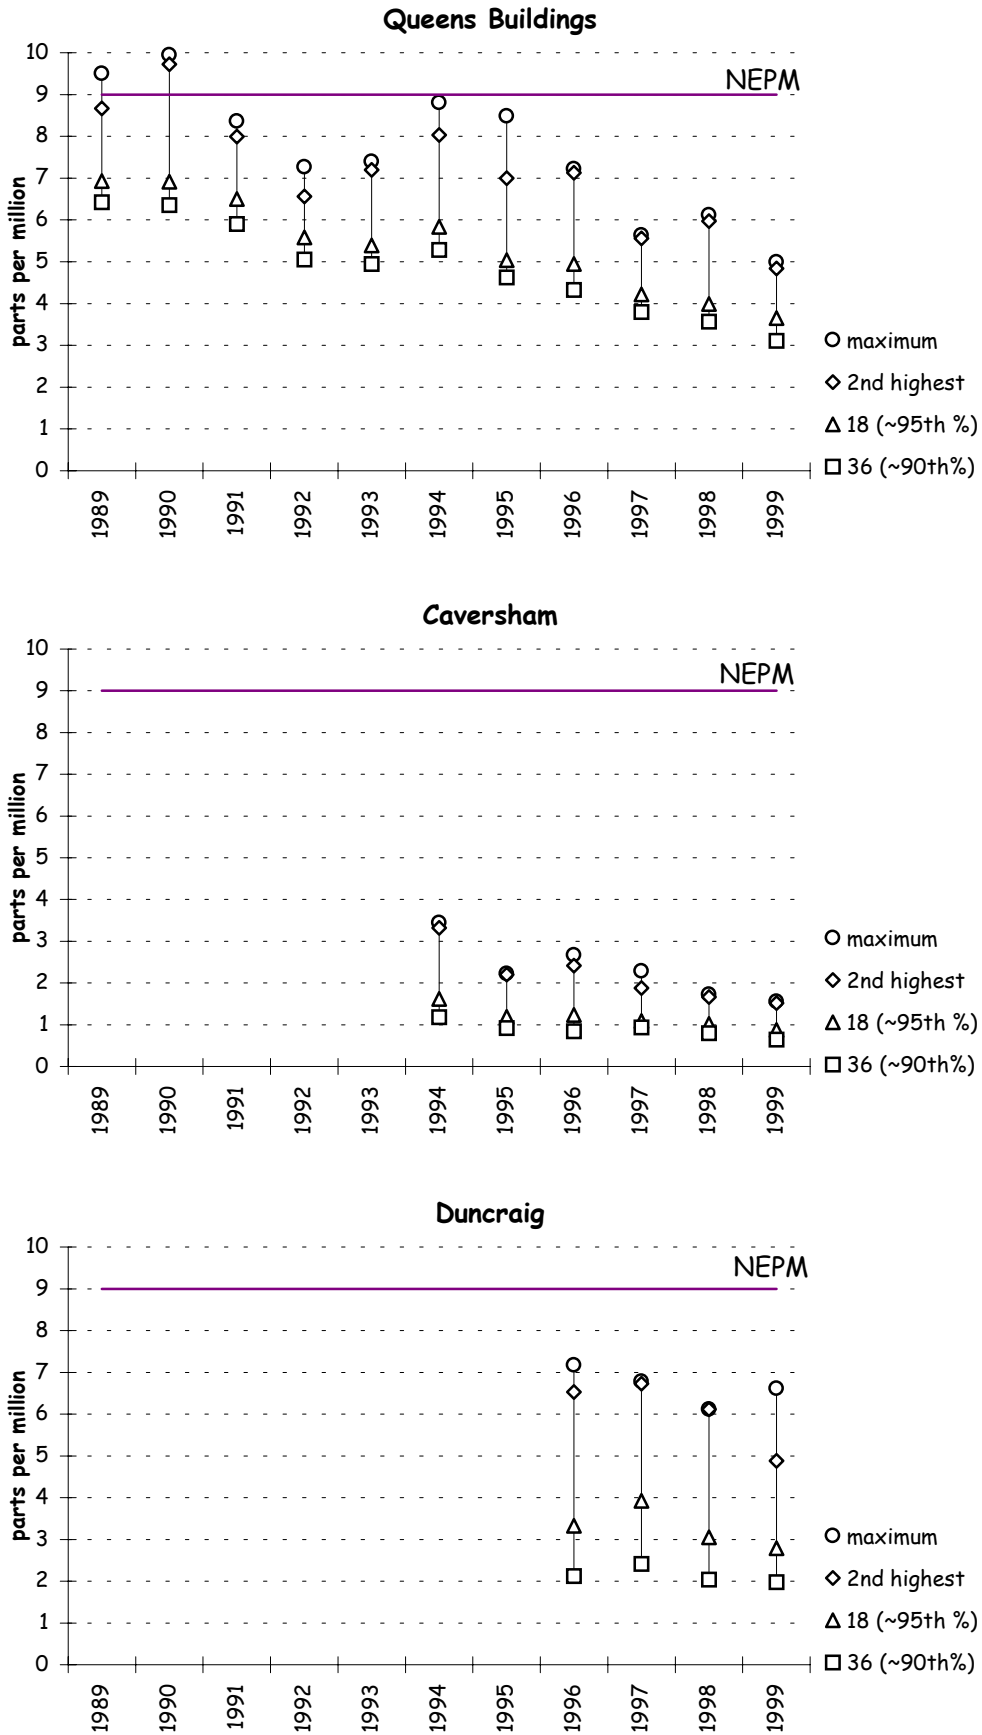 Queens Buildings
10
NEPM
9
8
7
6
5
4
3
2
1
0
parts per million
maximum
2nd highest
18 (~95th %)
36 (~90th%)
1989 1990 1991 1992 1993 1994 1995 1996 1997 1998 1999
Caversham
10
NEPM
9
8
7
6
5
4
3
2
1
0
parts per million
maximum
2nd highest
18 (~95th %)
36 (~90th%)
1989 1990 1991 1992 1993 1994 1995 1996 1997 1998 1999
Duncraig
10
NEPM
9
8
7
6
5
4
3
2
1
0
parts per million
maximum
2nd highest
18 (~95th %)
36 (~90th%)
1989 1990 1991 1992 1993 1994 1995 1996 1997 1998 1999